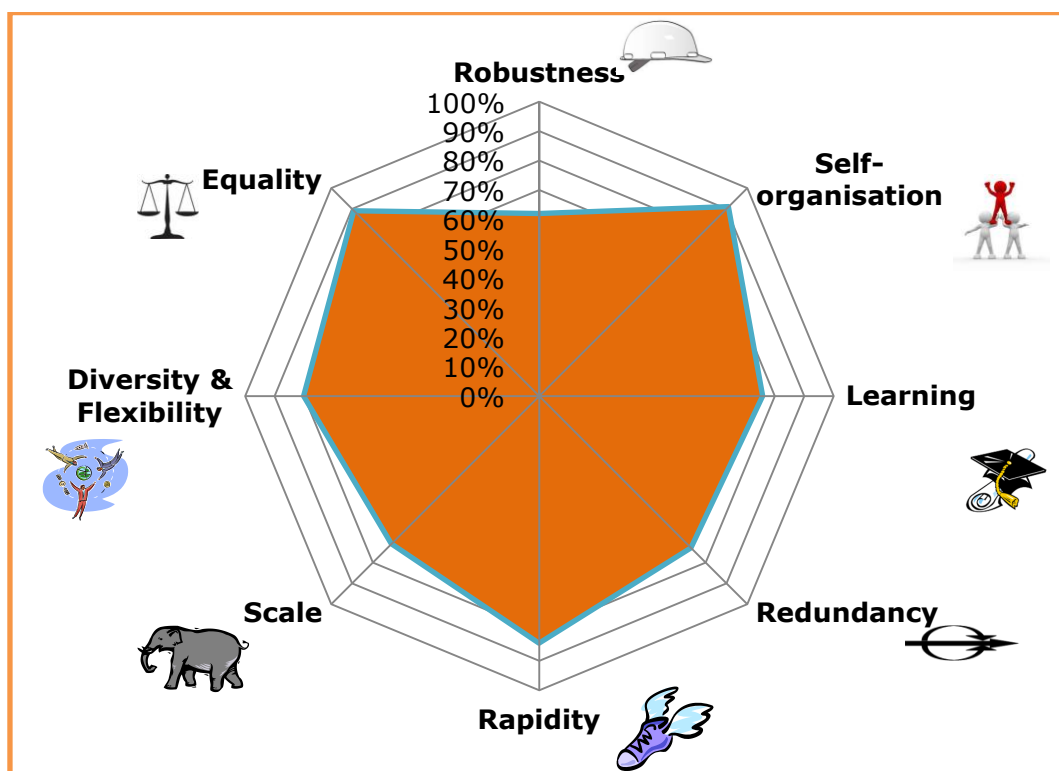 Robustness
100%
90%
80%
70%
60%
50%
40%
30%
20%
10%
0%
Self-
organisation
Learning
Redundancy
Rapidity
Scale
Diversity &
Flexibility
Equality